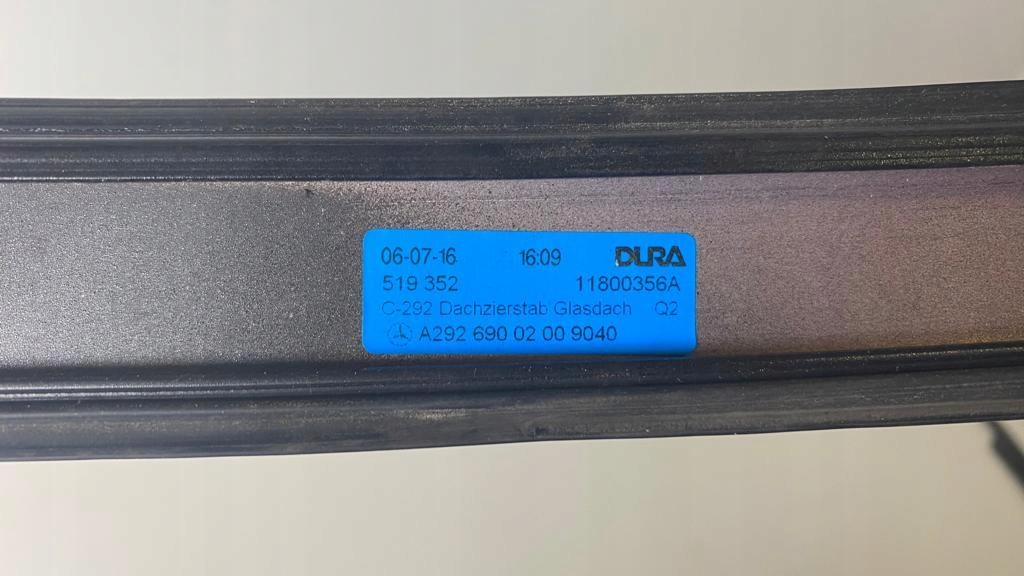 06-07-16 16:09 DURA
519 352 11800356A
C-292 Dachzierstab Glasdach Q2
A292 690 02 00 9040